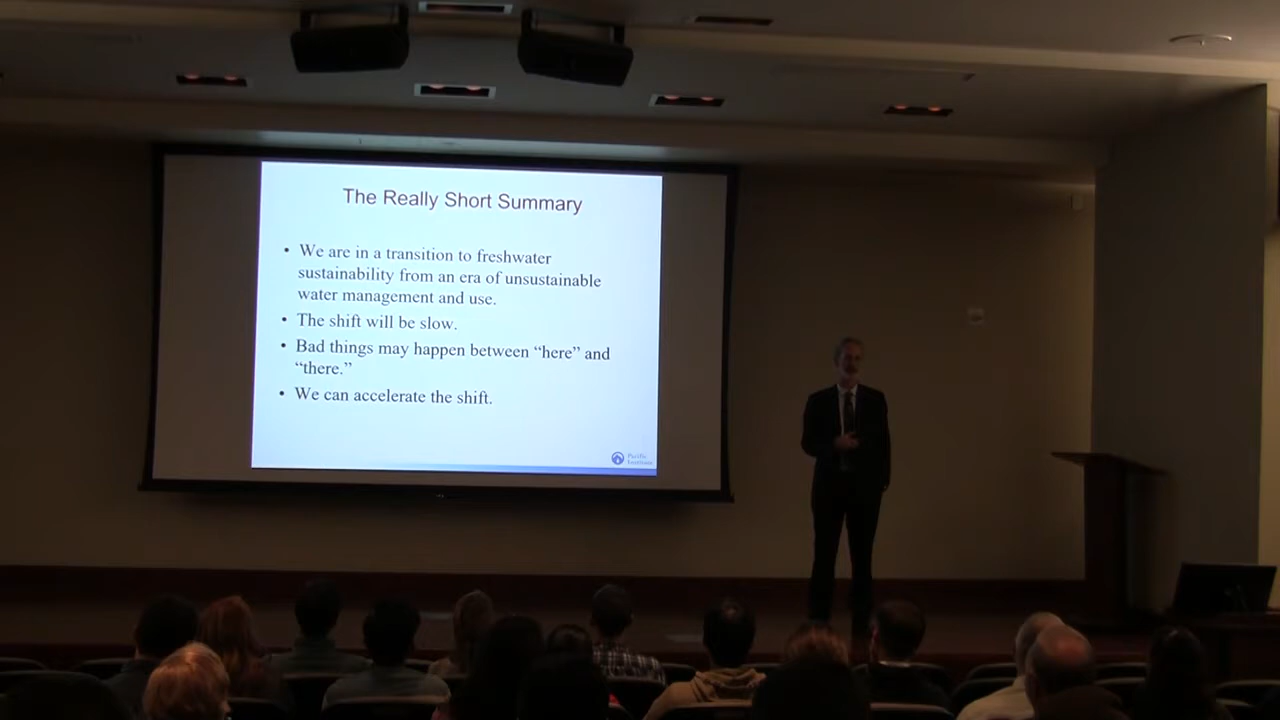 The Really Short Summary
• We are in a transition to freshwater
sustainability from an era of unsustainable
water management and use.
• The shift will be slow.
• Bad things may happen between “here” and
“there.”
• We can accelerate the shift.
Pacific
Institute